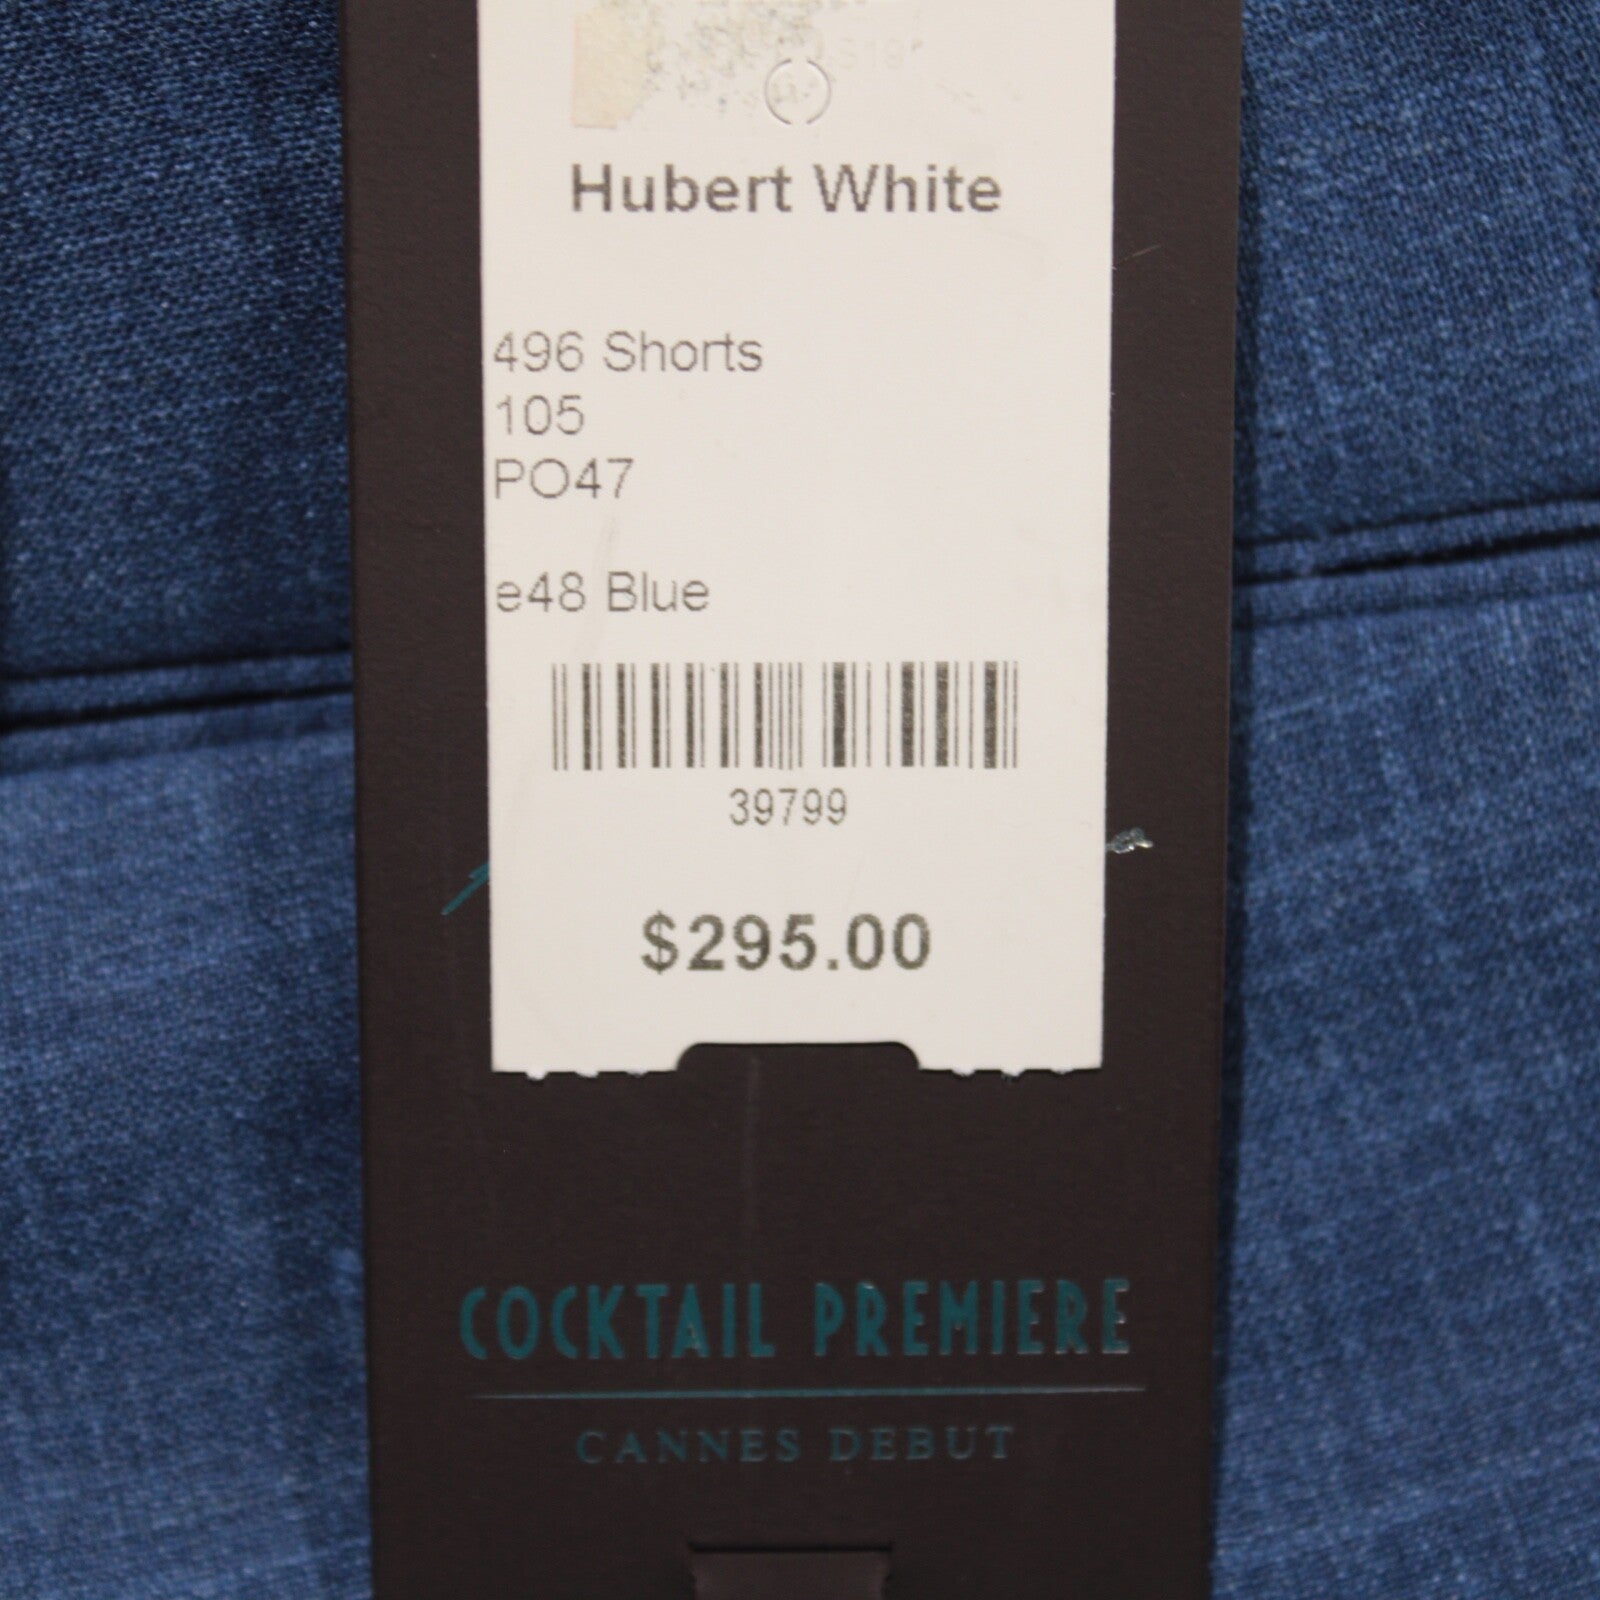 Hubert White
496 Shorts
105
PO47
e48 Blue
39799
$295.00
COCKTAIL PREMIERE
CANNES DEBUT